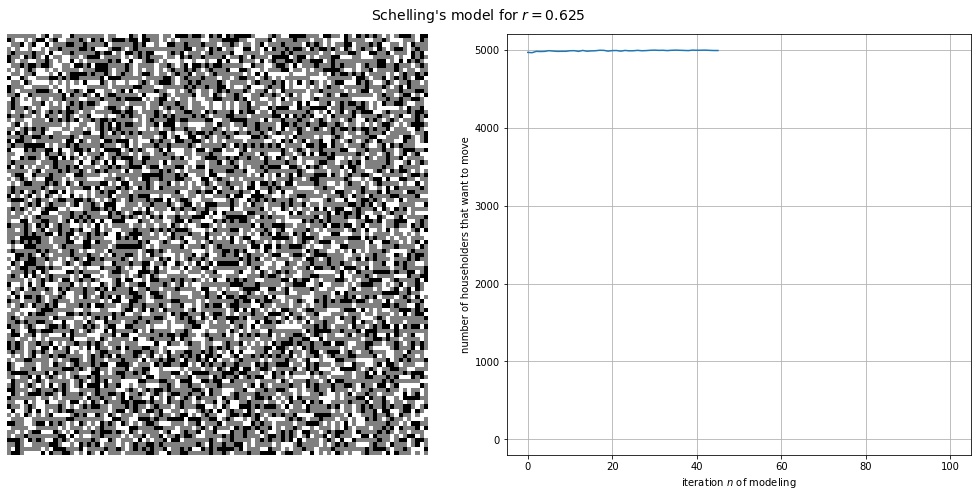 Schelling's model for r = 0.625
number of householders that want to move
5000
4000
3000
2000
1000
0
0 20 40 60 80 100
iteration n of modeling